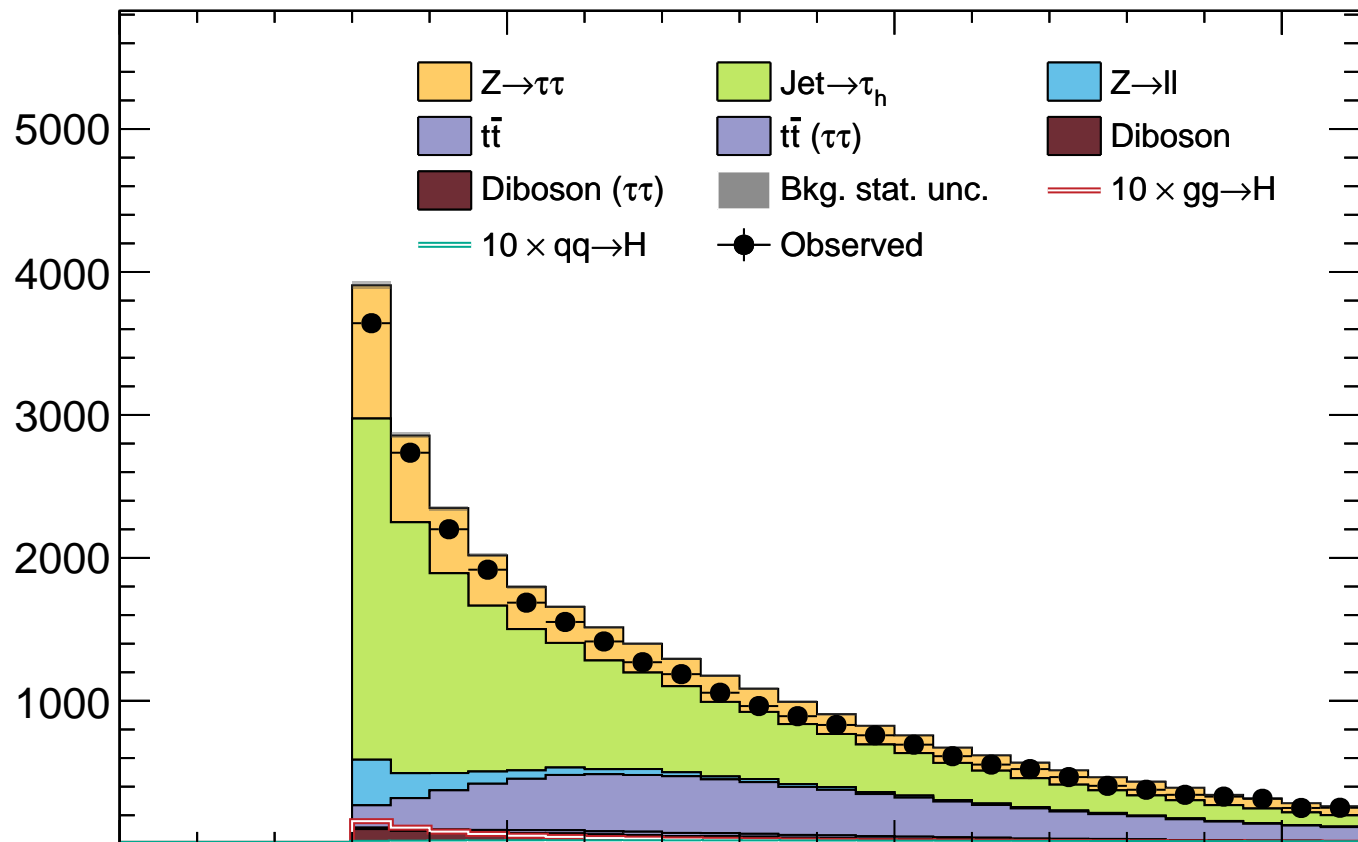 Z→ττ Jet→τh Z→ll
tt̄ tt̄ (ττ) Diboson
Diboson (ττ) Bkg. stat. unc. 10 × gg→H
10 × qq→H Observed
5000
4000
3000
2000
1000